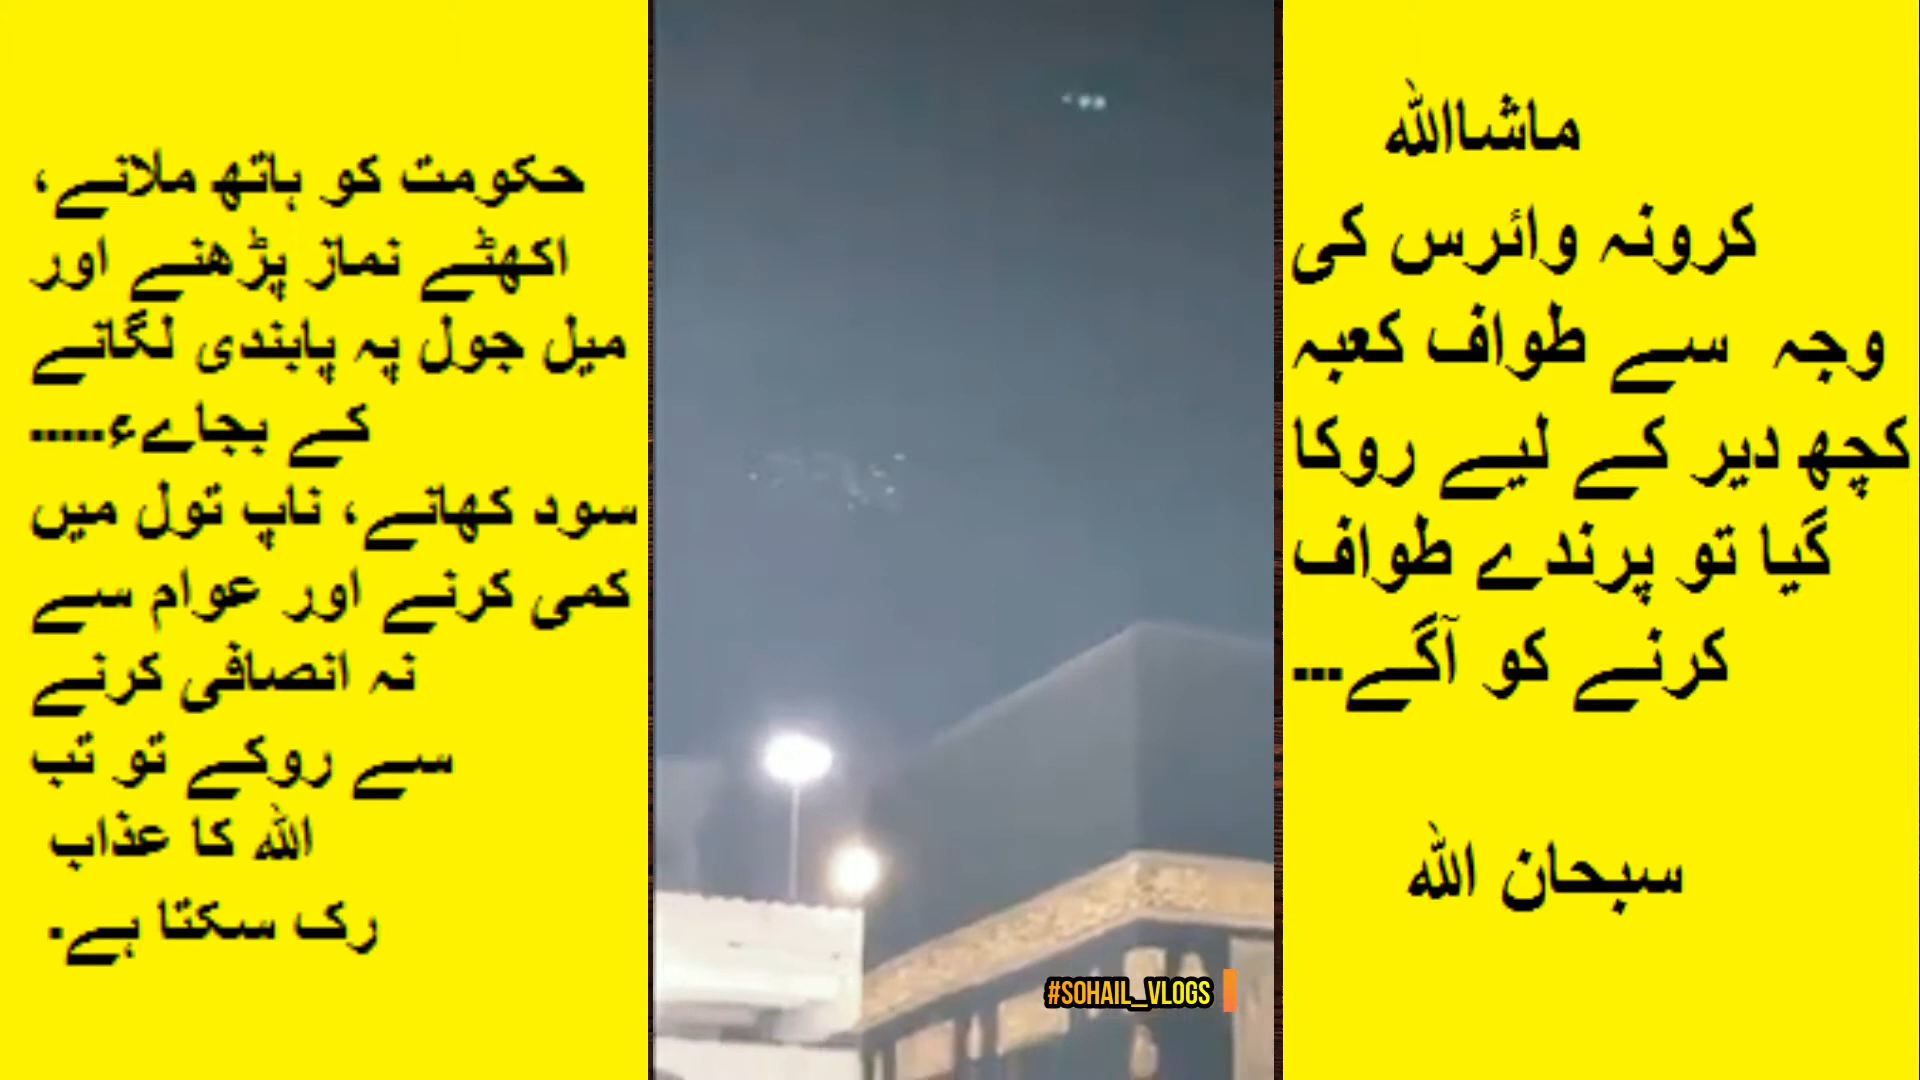 ماشااللہ
کرونہ وائرس کی
وجہ سے طواف کعبہ
کچھ دیر کے لیے روکا
گیا تو پرندے طواف
کرنے کو آگے...
سبحان اللہ
حکومت کو ہاتھ ملانے،
اکھٹے نماز پڑھنے اور
میل جول پہ پابندی لگانے
کے بجاےء.....
سود کھانے، ناپ تول میں
کمی کرنے اور عوام سے
نہ انصافی کرنے
سے روکے تو تب
اللہ کا عذاب
رک سکتا ہے.
#SOHAIL_VLOGS